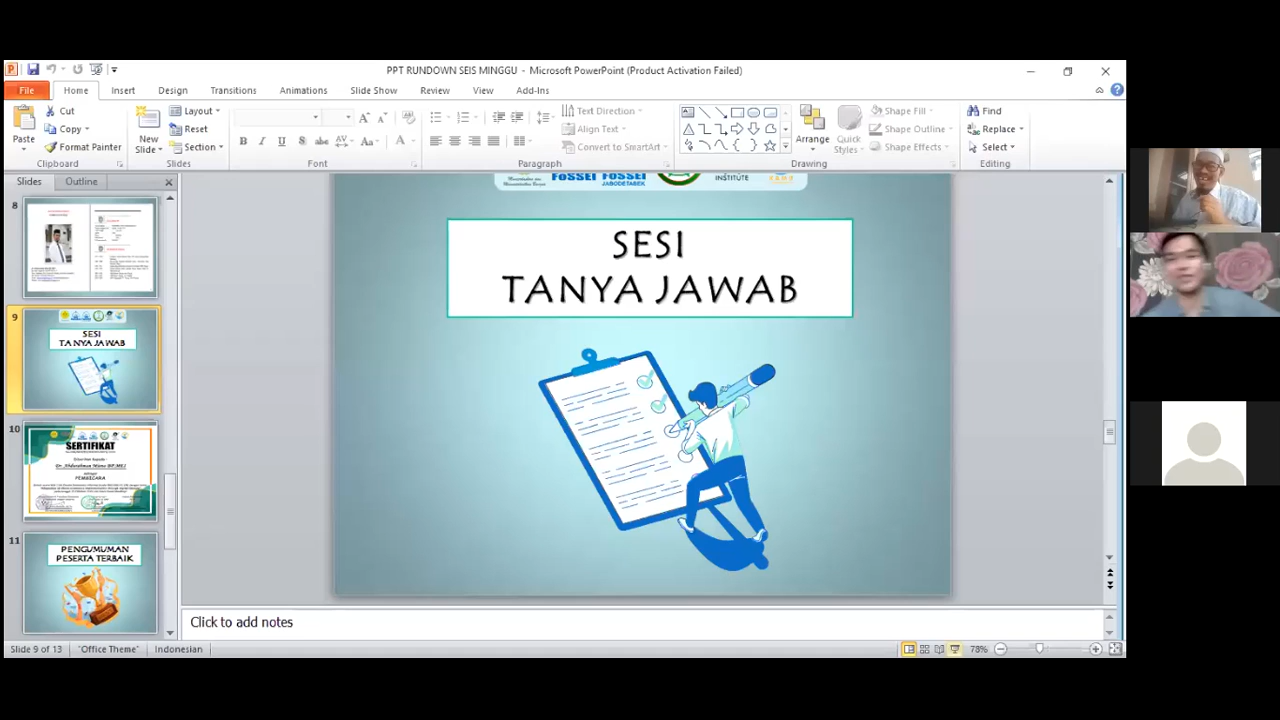 PPT RUNDOWN SEIS MINGGU - Microsoft PowerPoint (Product Activation Failed)
File Home Insert Design Transitions Animations Slide Show Review View Add-Ins
Cut
Copy
Format Painter
Paste
Clipboard
New
Slide
Layout
Reset
Section
Slides
Font
Text Direction
Align Text
Convert to SmartArt
Paragraph
Arrange
Quick
Styles
Shape Fill
Shape Outline
Shape Effects
Drawing
Find
Replace
Select
Editing
Slides Outline
8
9
SESI
TANYA JAWAB
10
SERTIFIKAT
PEMBICARA
11
PENGUMUMAN
PESERTA TERBAIK
FoSSEI FoSSEI
JABODETABEK
INSTITUTE
SESI
TANYA JAWAB
Click to add notes
Slide 9 of 13 "Office Theme" Indonesian 78%